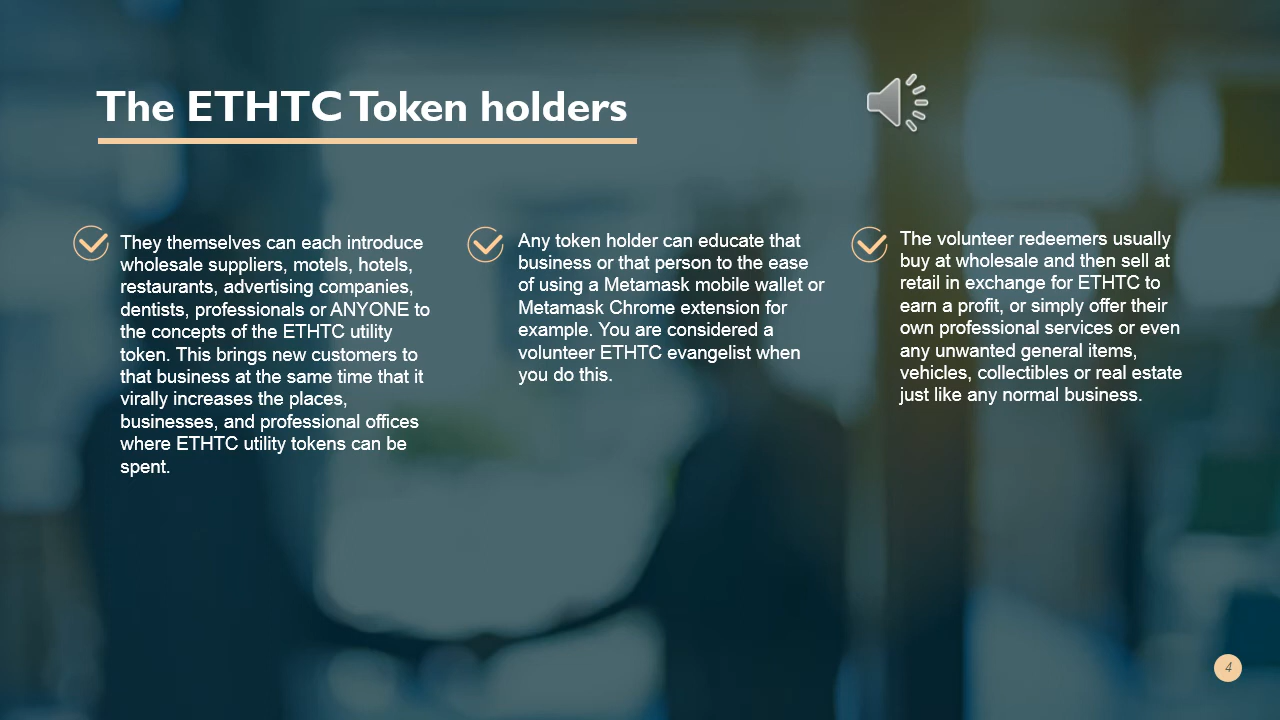 The ETHTC Token holders
They themselves can each introduce
wholesale suppliers, motels, hotels,
restaurants, advertising companies,
dentists, professionals or ANYONE to
the concepts of the ETHTC utility
token. This brings new customers to
that business at the same time that it
virally increases the places,
businesses, and professional offices
where ETHTC utility tokens can be
spent.
Any token holder can educate that
business or that person to the ease
of using a Metamask mobile wallet or
Metamask Chrome extension for
example. You are considered a
volunteer ETHTC evangelist when
you do this.
The volunteer redeemers usually
buy at wholesale and then sell at
retail in exchange for ETHTC to
earn a profit, or simply offer their
own professional services or even
any unwanted general items,
vehicles, collectibles or real estate
just like any normal business.
4